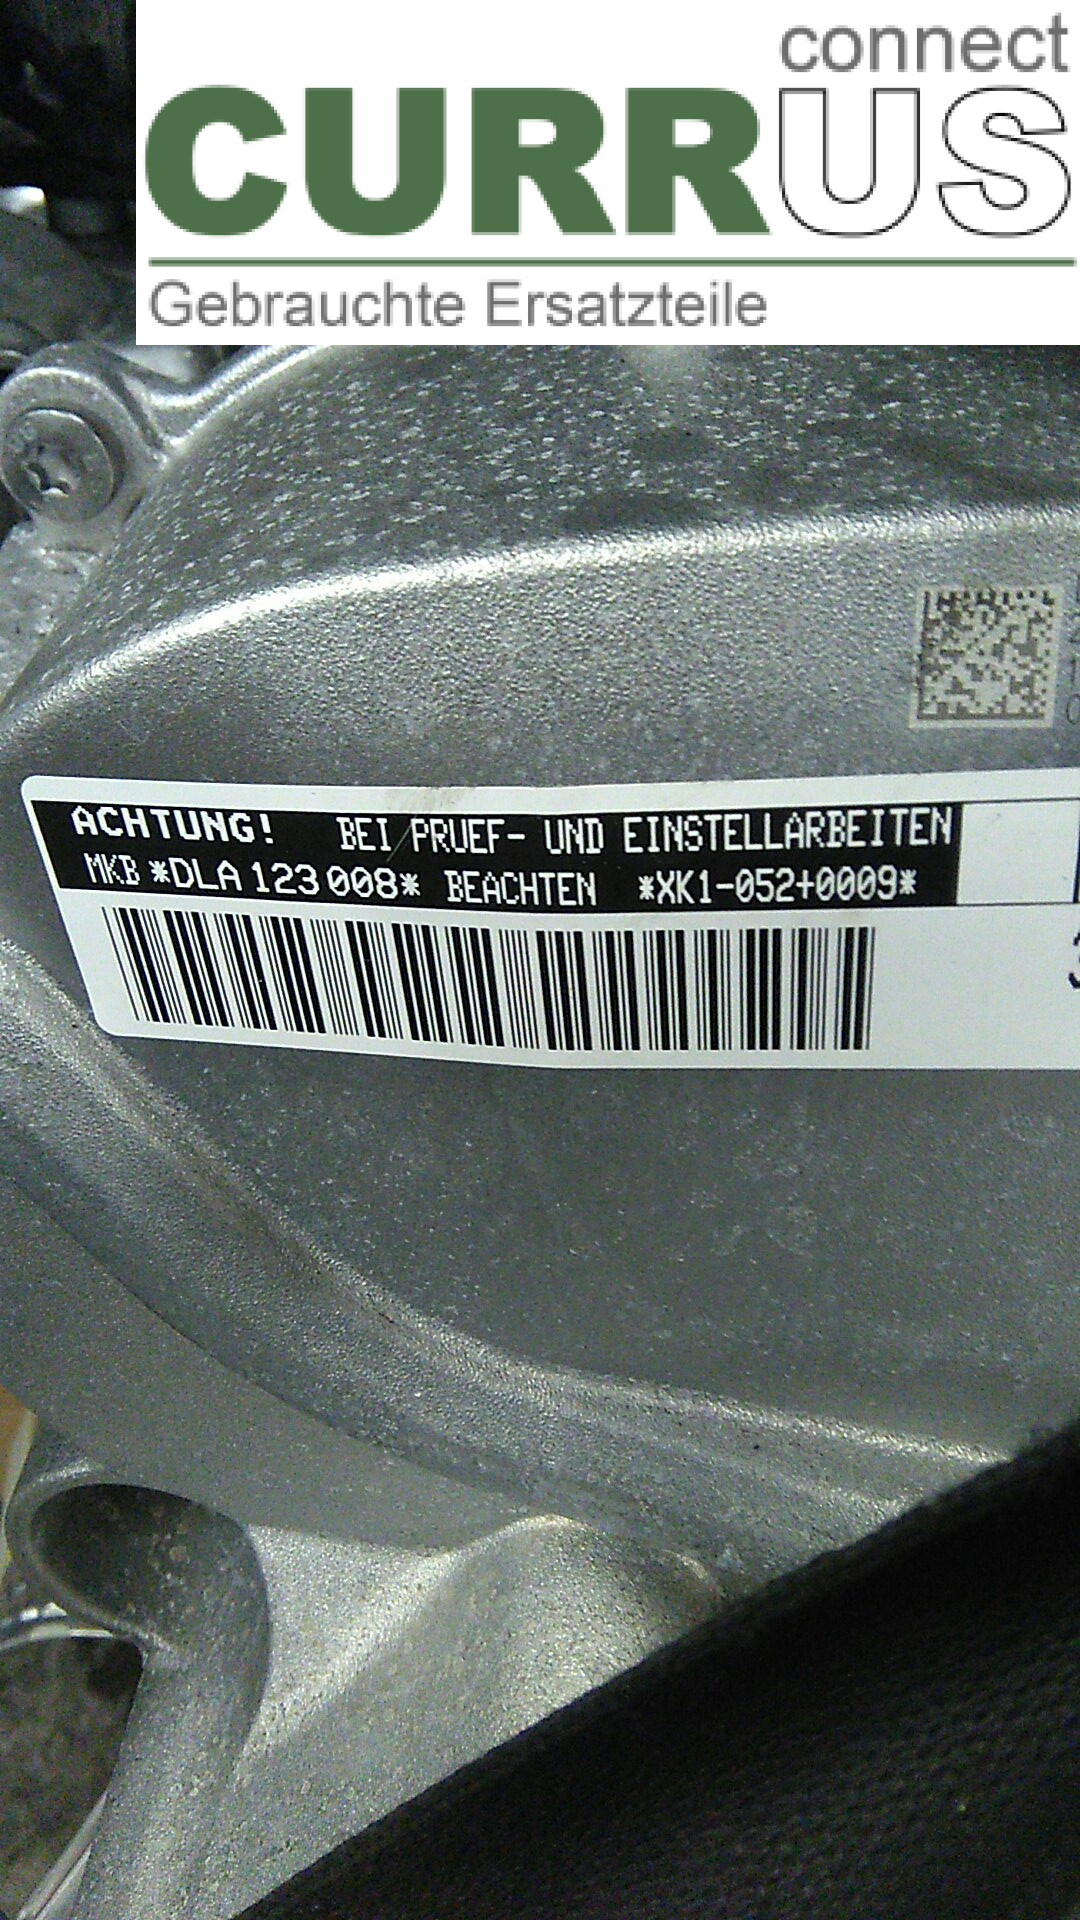 connect
CURRUS
Gebrauchte Ersatzteile
ACHTUNG! BEI PRUEF- UND EINSTELLARBEITEN
MKB *DLA 123 008* BEACHTEN *XK1-052+0009*